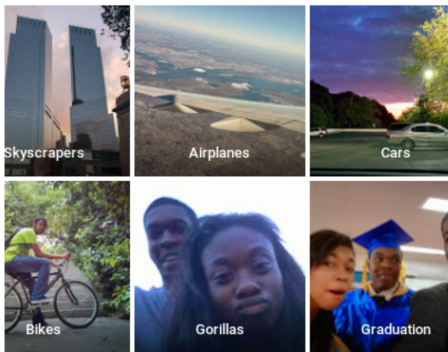 Skyscrapers
Airplanes
Cars
Bikes
Gorillas
Graduation